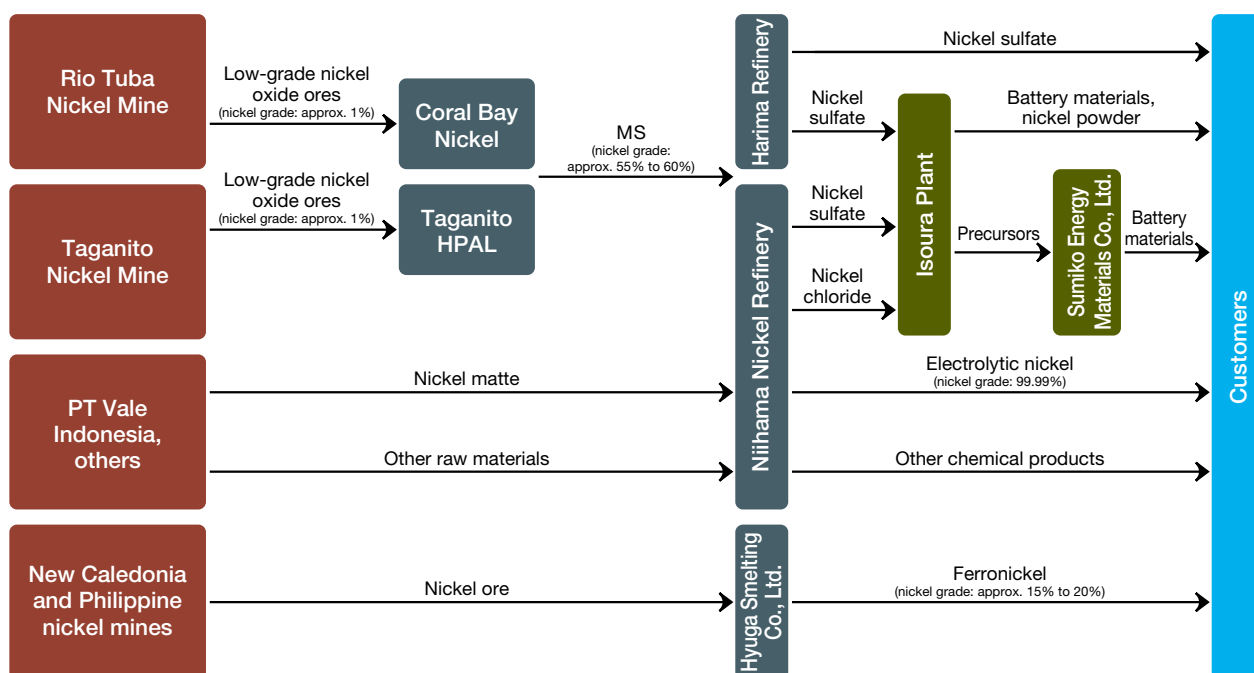 Rio Tuba
Nickel Mine
Low-grade nickel
oxide ores
(nickel grade: approx. 1%)
Coral Bay
Nickel
Taganito
Nickel Mine
Low-grade nickel
oxide ores
(nickel grade: approx. 1%)
Taganito
HPAL
MS
(nickel grade:
approx. 55% to 60%)
Harima Refinery
Nickel sulfate
Nickel
sulfate
Isoura Plant
Battery materials,
nickel powder
Nickel
sulfate
Nickel
chloride
Precursors
Sumiko Energy
Materials Co., Ltd.
Battery
materials
PT Vale
Indonesia,
others
Nickel matte
Other raw materials
Niihama Nickel Refinery
Electrolytic nickel
(nickel grade: 99.99%)
Other chemical products
New Caledonia
and Philippine
nickel mines
Nickel ore
Hyuga Smelting
Co., Ltd.
Ferronickel
(nickel grade: approx. 15% to 20%)
Customers